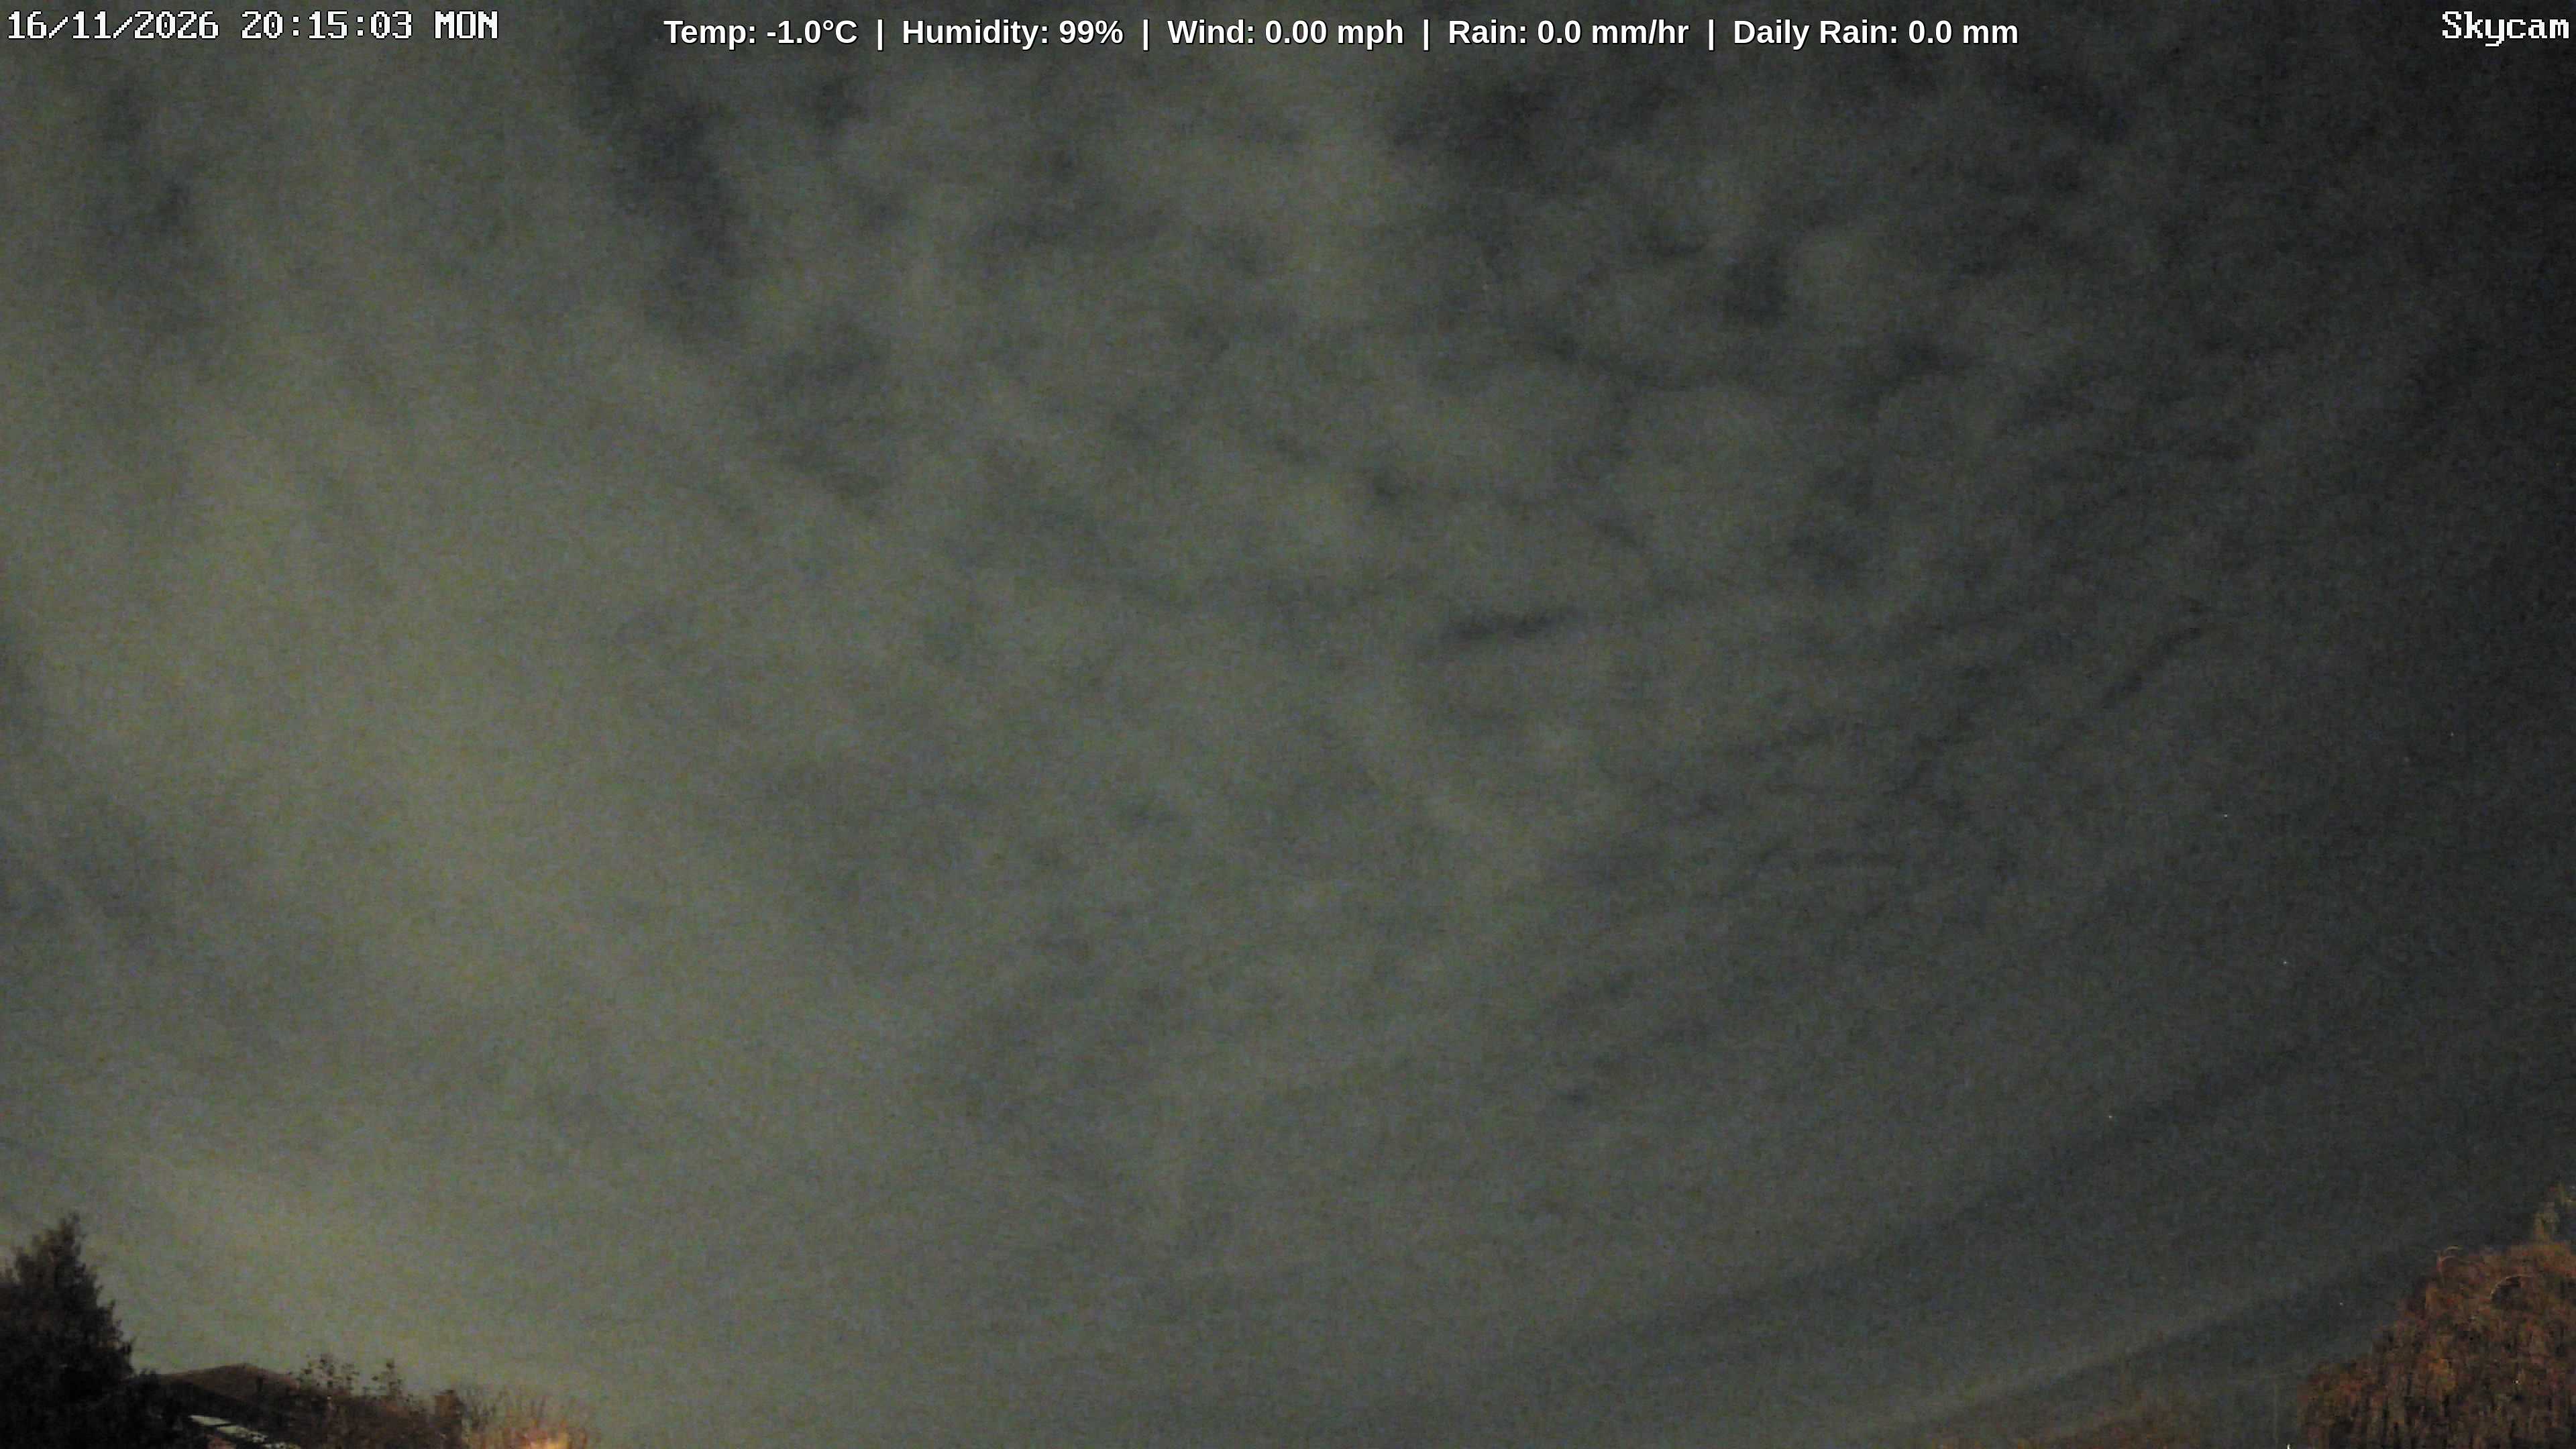 16/11/2026 20:15:03 MON
Temp: -1.0°C | Humidity: 99% | Wind: 0.00 mph | Rain: 0.0 mm/hr | Daily Rain: 0.0 mm
Skycam